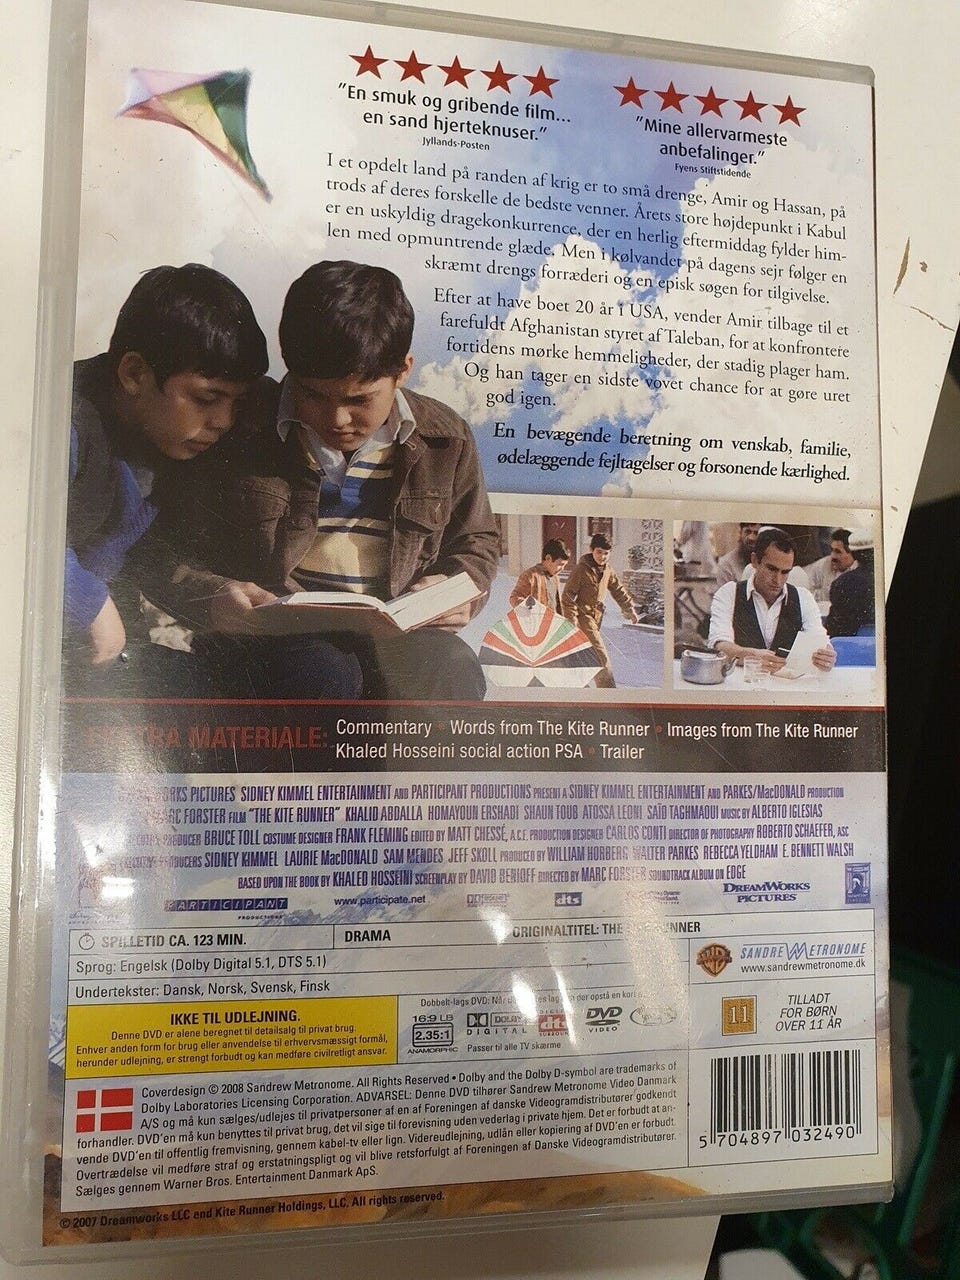 "En smuk og gribende film...
en sand hjerteknuser."
Jyllands-Posten
"Mine allervarmeste
anbefalinger."
Fyens Stiftstidende
I et opdelt land på randen af krig er to små drenge, Amir og Hassan, på
trods af deres forskelle de bedste venner. Årets store højdepunkt i Kabul
er en uskyldig dragekonkurrence, der en herlig eftermiddag fylder him-
len med opmuntrende glæde. Men i kølvandet på dagens sejr følger en
skræmt drengs forræderi og en episk søgen for tilgivelse.
Efter at have boet 20 år i USA, vender Amir tilbage til et
farefuldt Afghanistan styret af Taleban, for at konfrontere
fortidens mørke hemmeligheder, der stadig plager ham.
Og han tager en sidste vovet chance for at gøre uret
god igen.
En bevægende beretning om venskab, familie,
ødelæggende fejltagelser og forsonende kærlighed.
MATERIALE: Commentary • Words from The Kite Runner • Images from The Kite Runner
Khaled Hosseini social action PSA • Trailer
PICTURES SIDNEY KIMMEL ENTERTAINMENT AND PARTICIPANT PRODUCTIONS PRESENT A SIDNEY KIMMEL ENTERTAINMENT AND PARKES/MACDONALD PRODUCTION
FORSTER FILM "THE KITE RUNNER" KHALID ABDALLA HOMAYOUN ERSHADI SHAUN TOUB ATOSSA LEONI SAÏD TAGHMAOUI MUSIC BY ALBERTO IGLESIAS
PRODUCER BRUCE TOLL COSTUME DESIGNER FRANK FLEMING EDITED BY MATT CHESSÉ, A.C.E. PRODUCTION DESIGNER CARLOS CONTI DIRECTOR OF PHOTOGRAPHY ROBERTO SCHAEFER, ASC
PRODUCERS SIDNEY KIMMEL LAURIE MACDONALD SAM MENDES JEFF SKOLL PRODUCED BY WILLIAM HORBERG WALTER PARKES REBECCA YELDHAM E. BENNETT WALSH
BASED UPON THE BOOK BY KHALED HOSSEINI SCREENPLAY BY DAVID BENIOFF DIRECTED BY MARC FORSTER SOUNDTRACK ALBUM ON EDGE
PARTICIPANT
PRODUCTIONS
www.participate.net
dts
DREAMWORKS
PICTURES
SPILLETID CA. 123 MIN.
DRAMA
ORIGINALTITEL: THE RUNNER
Sprog: Engelsk (Dolby Digital 5.1, DTS 5.1)
Undertekster: Dansk, Norsk, Svensk, Finsk
SANDREW METRONOME
www.sandrewmetronome.dk
IKKE TIL UDLEJNING.
Denne DVD er alene beregnet til detailsalg til privat brug.
Enhver anden form for brug eller anvendelse til erhvervsmæssigt formål,
herunder udlejning, er strengt forbudt og kan medføre civilretligt ansvar.
Dobbelt-lags DVD: Når
16:9 LB
2.35:1
ANAMORPHIC
DOLBY
DIGITAL
dts
DVD
VIDEO
Passer til alle TV skærme
11
TILLADT
FOR BØRN
OVER 11 ÅR
Coverdesign © 2008 Sandrew Metronome. All Rights Reserved • Dolby and the Dolby D-symbol are trademarks of
Dolby Laboratories Licensing Corporation. ADVARSEL: Denne DVD tilhører Sandrew Metronome Video Danmark
A/S og må kun sælges/udlejes til privatpersoner af en af Foreningen af danske Videogramdistributører godkendt
forhandler. DVD'en må kun benyttes til privat brug, det vil sige til forevisning uden vederlag i private hjem. Det er forbudt at an-
vende DVD'en til offentlig fremvisning, gennem kabel-tv eller lign. Videreudlejning, udlån eller kopiering af DVD'en er forbudt.
Overtrædelse vil medføre straf og erstatningspligt og vil blive retsforfulgt af Foreningen af Danske Videogramdistributører.
Sælges gennem Warner Bros. Entertainment Danmark ApS.
5 704897 032490
© 2007 Dreamworks LLC and Kite Runner Holdings, LLC. All rights reserved.